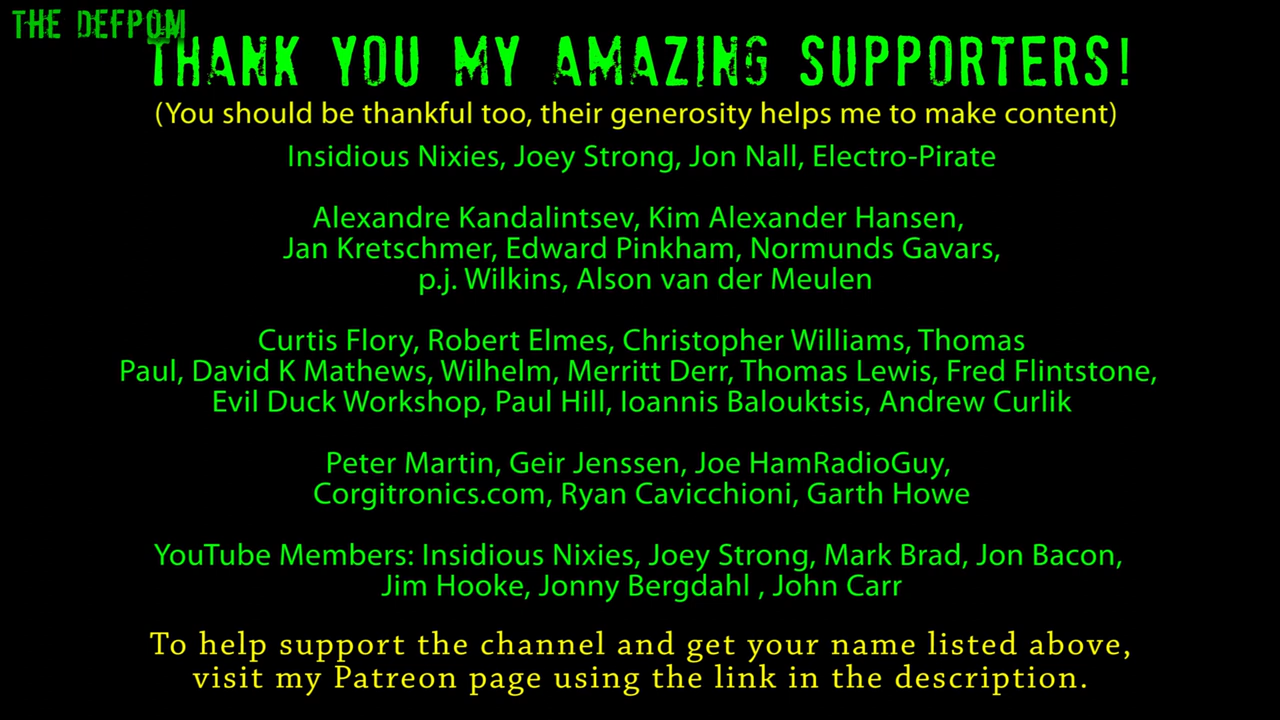 THE DEFPOM
THANK YOU MY AMAZING SUPPORTERS!
(You should be thankful too, their generosity helps me to make content)
Insidious Nixies, Joey Strong, Jon Nall, Electro-Pirate
Alexandre Kandalintsev, Kim Alexander Hansen,
Jan Kretschmer, Edward Pinkham, Normunds Gavars,
p.j. Wilkins, Alson van der Meulen
Curtis Flory, Robert Elmes, Christopher Williams, Thomas
Paul, David K Mathews, Wilhelm, Merritt Derr, Thomas Lewis, Fred Flintstone,
Evil Duck Workshop, Paul Hill, Ioannis Balouktsis, Andrew Curlik
Peter Martin, Geir Jenssen, Joe HamRadioGuy,
Corgitronics.com, Ryan Cavicchioni, Garth Howe
YouTube Members: Insidious Nixies, Joey Strong, Mark Brad, Jon Bacon,
Jim Hooke, Jonny Bergdahl , John Carr
To help support the channel and get your name listed above,
visit my Patreon page using the link in the description.